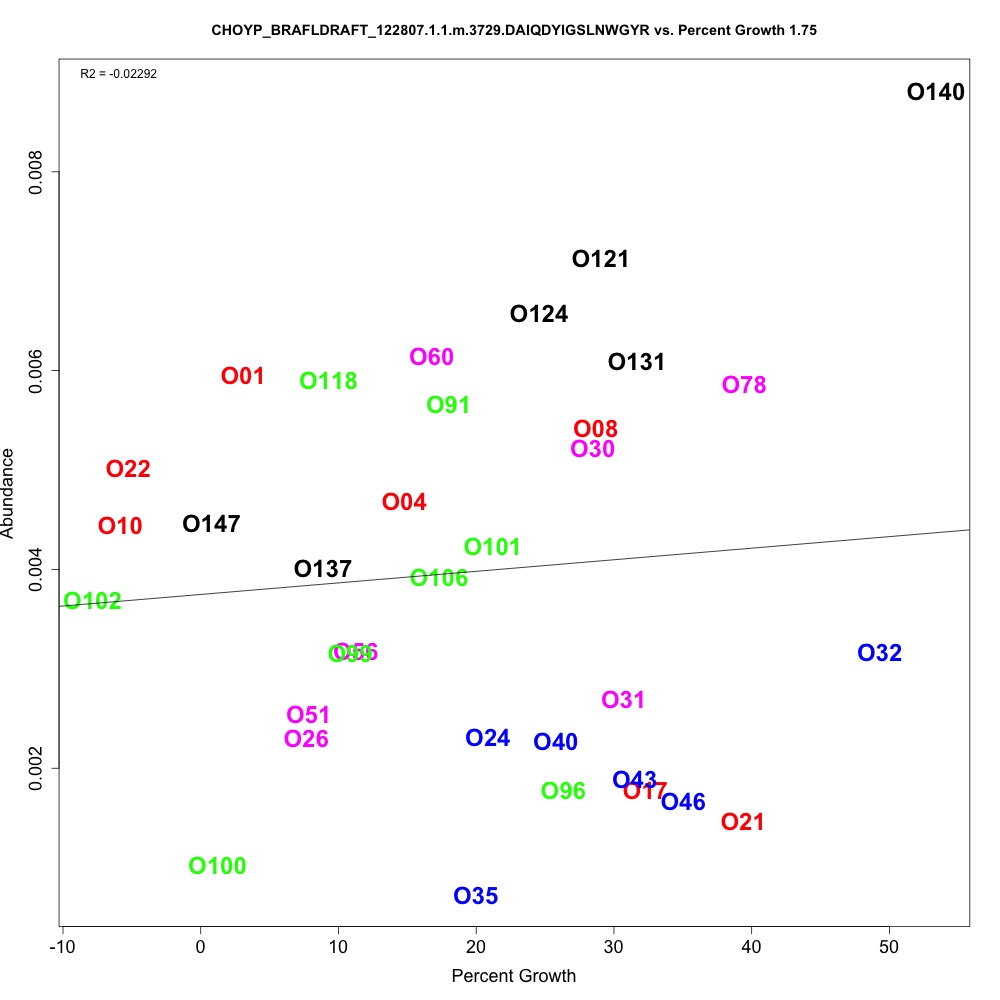 CHOYP_BRAFLDRAFT_122807.1.1.m.3729.DAIQDYIGSLNWGYR vs. Percent Growth 1.75
R2 = -0.02292
O140
0.008
O121
O124
O60
O131
0.006
O01
O118
O78
O91
O08
O30
Abundance
O22
O04
O10
O147
O101
0.004
O137
O106
O102
O56
O99
O32
O31
O51
O26
O24
O40
0.002
O43
O17
O96
O46
O21
O100
O35
-10 0 10 20 30 40 50
Percent Growth